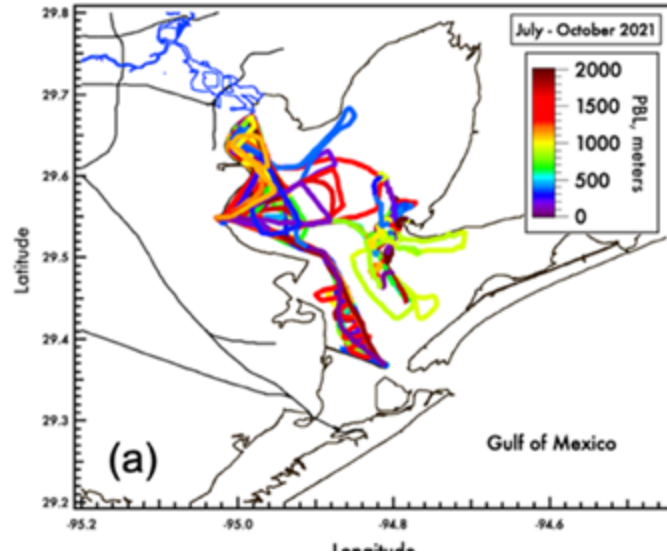 29.8
29.7
29.6
29.5
29.4
29.3
29.2
Latitude
July - October 2021
2000
1500
1000
500
0
PBL, meters
(a)
Gulf of Mexico
-95.2
-95.0
-94.8
-94.6
Longitude